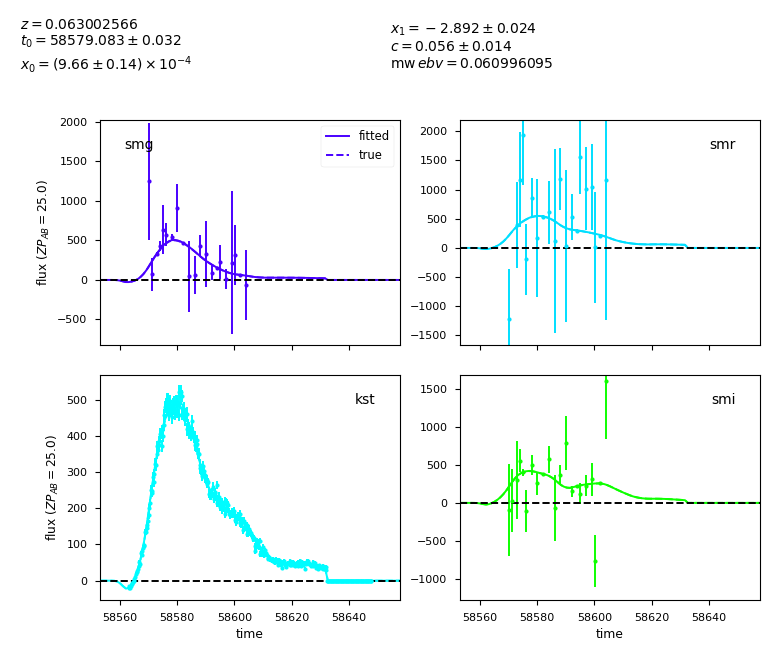 z = 0.063002566
t₀ = 58579.083 ± 0.032
x₀ = (9.66 ± 0.14) × 10⁻⁴
x₁ = −2.892 ± 0.024
c = 0.056 ± 0.014
mwebv = 0.060996095
2000
1500
1000
500
0
−500
flux (ZP_AB = 25.0)
smg
fitted
true
2000
1500
1000
500
0
−500
−1000
−1500
smr
500
400
300
200
100
0
flux (ZP_AB = 25.0)
kst
58560 58580 58600 58620 58640
time
1500
1000
500
0
−500
−1000
smi
58560 58580 58600 58620 58640
time